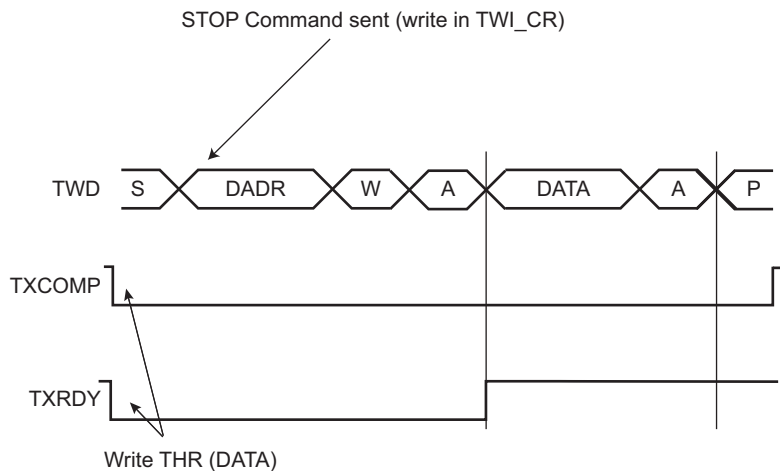 STOP Command sent (write in TWI_CR)
TWD S DADR W A DATA A P
TXCOMP
TXRDY
Write THR (DATA)